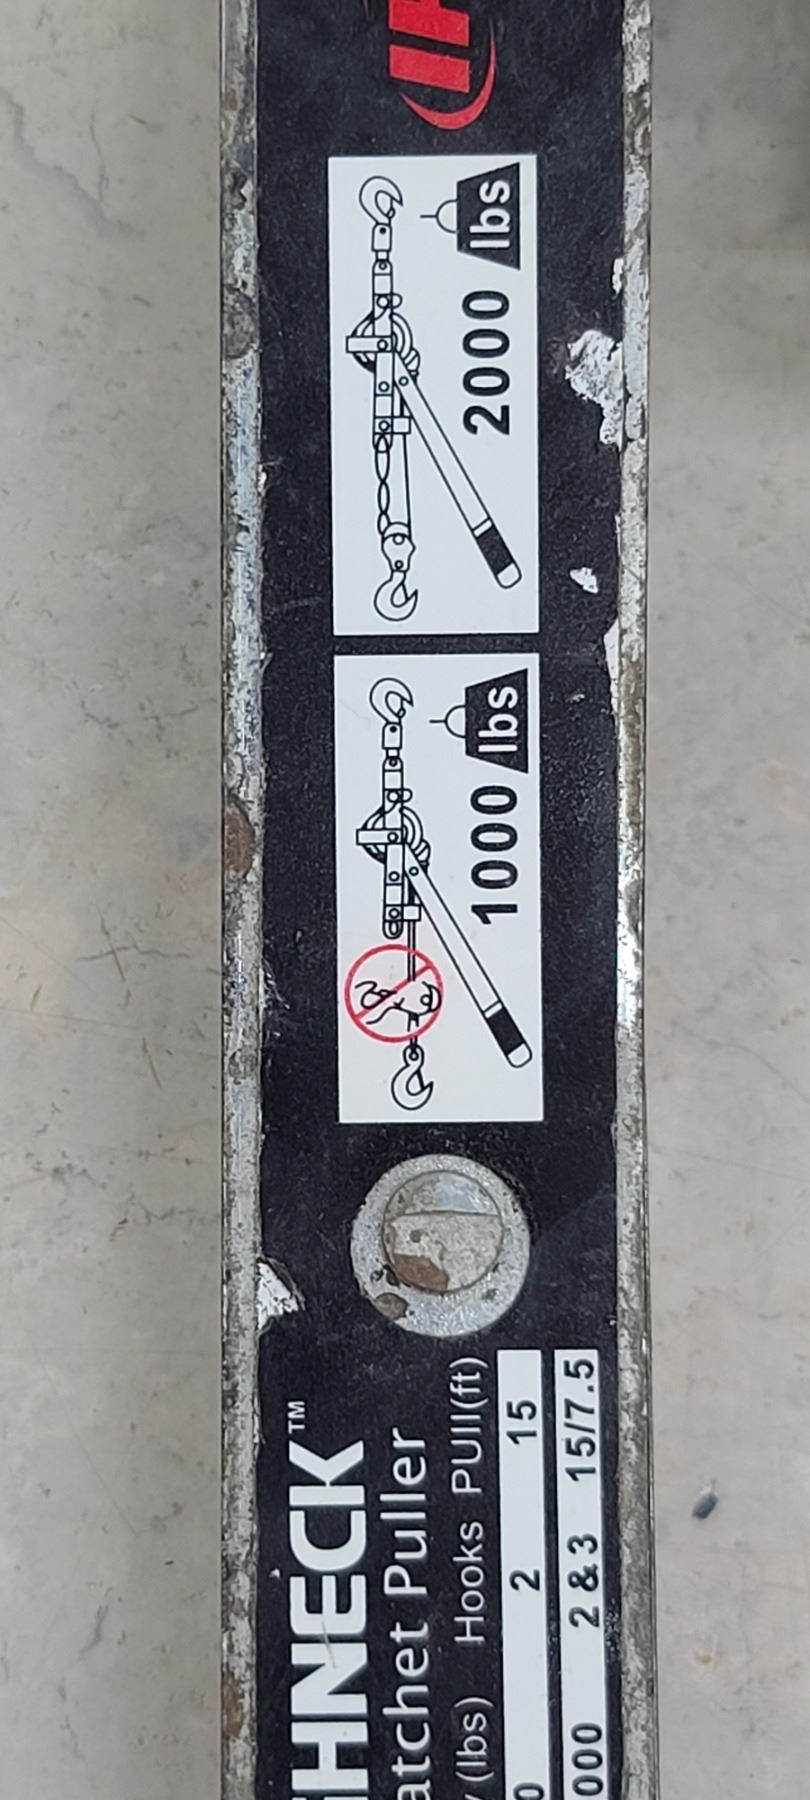 HNECK™
atchet Puller
y (lbs) Hooks PUll(ft)
0 2 15
000 2 & 3 15/7.5
1000 lbs
2000 lbs